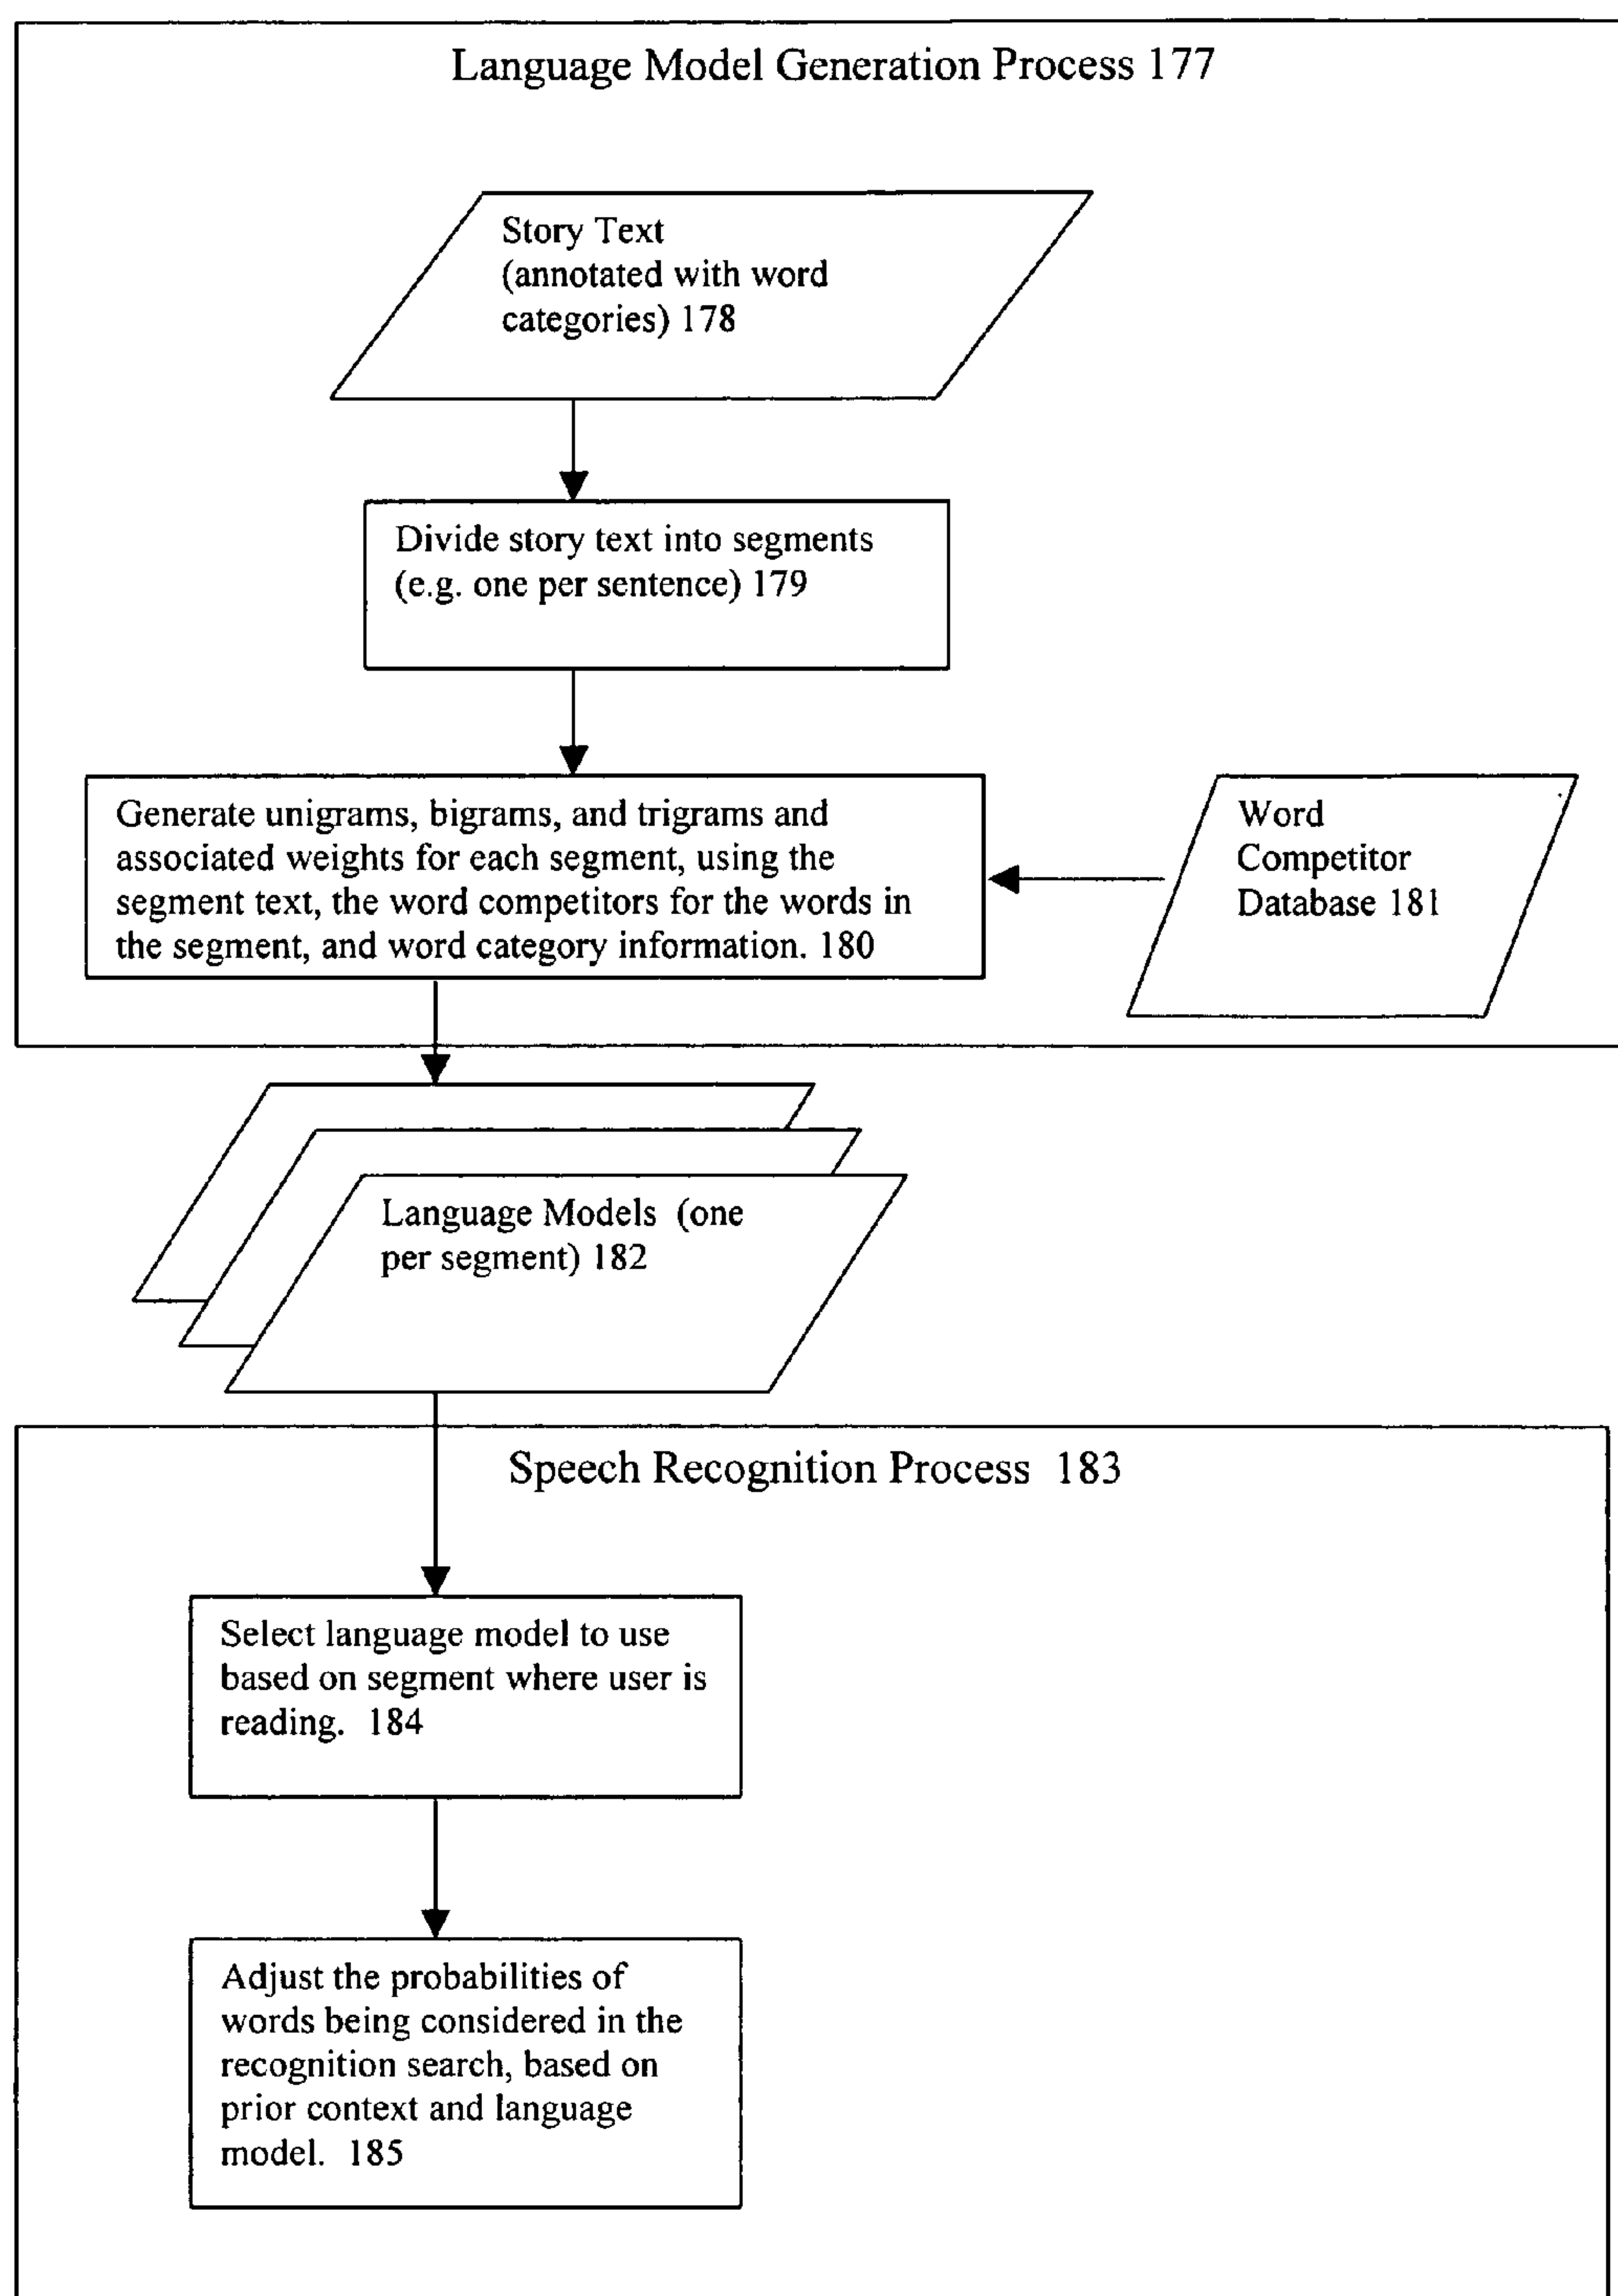 Language Model Generation Process 177
Story Text
(annotated with word
categories) 178
Divide story text into segments
(e.g. one per sentence) 179
Generate unigrams, bigrams, and trigrams and
associated weights for each segment, using the
segment text, the word competitors for the words in
the segment, and word category information. 180
Word
Competitor
Database 181
Language Models (one
per segment) 182
Speech Recognition Process 183
Select language model to use
based on segment where user is
reading. 184
Adjust the probabilities of
words being considered in the
recognition search, based on
prior context and language
model. 185